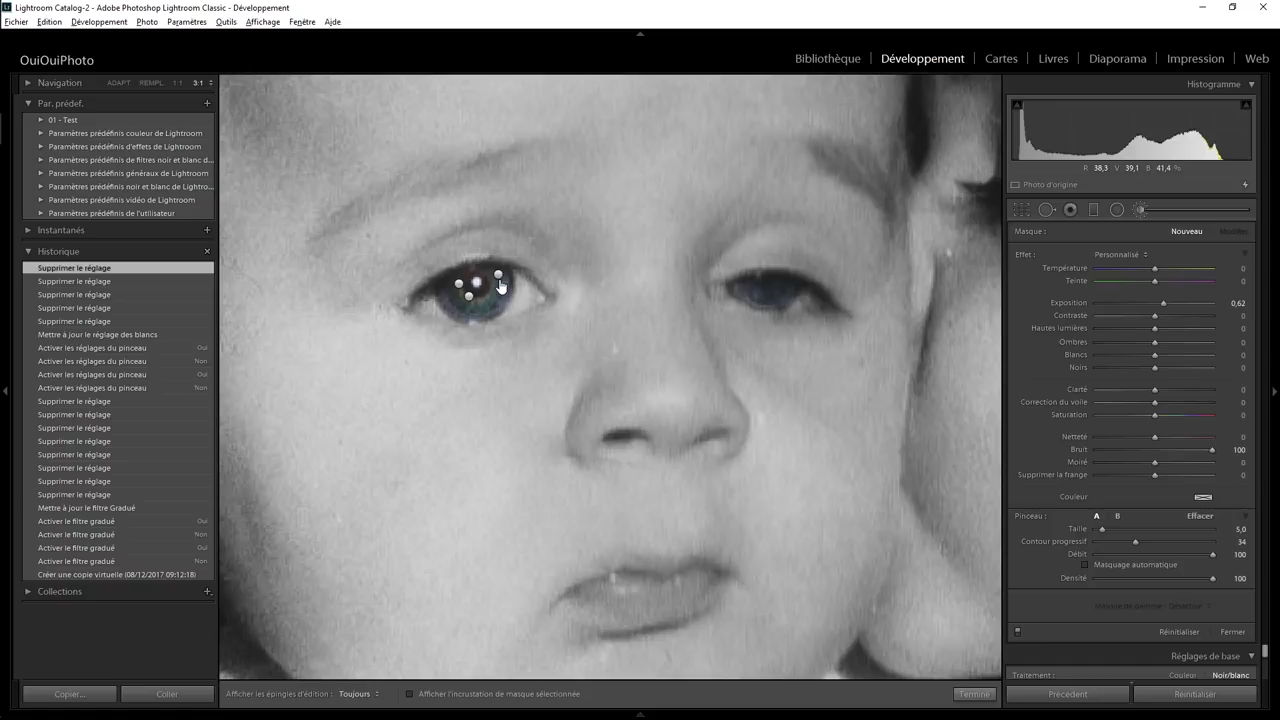 Lightroom Catalog-2 - Adobe Photoshop Lightroom Classic - Développement
Fichier Edition Développement Photo Paramètres Outils Affichage Fenêtre Aide
OuiOuiPhoto
Bibliothèque Développement Cartes Livres Diaporama Impression Web
Navigation ADAPT. REMPL. 1:1 3:1
Par. prédef.
01 - Test
Paramètres prédéfinis couleur de Lightroom
Paramètres prédéfinis d'effets de Lightroom
Paramètres prédéfinis de filtres noir et blanc d...
Paramètres prédéfinis généraux de Lightroom
Paramètres prédéfinis noir et blanc de Lightro...
Paramètres prédéfinis vidéo de Lightroom
Paramètres prédéfinis de l'utilisateur
Instantanés
Historique
Supprimer le réglage
Supprimer le réglage
Supprimer le réglage
Supprimer le réglage
Supprimer le réglage
Mettre à jour le réglage des blancs
Activer les réglages du pinceau Oui
Activer les réglages du pinceau Non
Activer les réglages du pinceau Oui
Activer les réglages du pinceau Non
Supprimer le réglage
Supprimer le réglage
Supprimer le réglage
Supprimer le réglage
Supprimer le réglage
Supprimer le réglage
Supprimer le réglage
Supprimer le réglage
Mettre à jour le filtre Gradué
Activer le filtre gradué Oui
Activer le filtre gradué Non
Activer le filtre gradué Oui
Activer le filtre gradué Non
Créer une copie virtuelle (08/12/2017 09:12:18)
Collections
Copier... Coller
Afficher les épingles d'édition : Toujours Afficher l'incrustation de masque sélectionnée Terminé
Histogramme
R 38,3 V 39,1 B 41,4 %
Photo d'origine
Masque : Nouveau Modifier
Effet : Personnalisé
Température 0
Teinte 0
Exposition 0,62
Contraste 0
Hautes lumières 0
Ombres 0
Blancs 0
Noirs 0
Clarté 0
Correction du voile 0
Saturation 0
Netteté 0
Bruit 100
Moiré 0
Supprimer la frange 0
Couleur
Pinceau : A B Effacer
Taille 5,0
Contour progressif 34
Débit 100
Masquage automatique
Densité 100
Masque de gamme : Désactivé
Réinitialiser Fermer
Réglages de base
Traitement : Couleur Noir/blanc
Précédent Réinitialiser